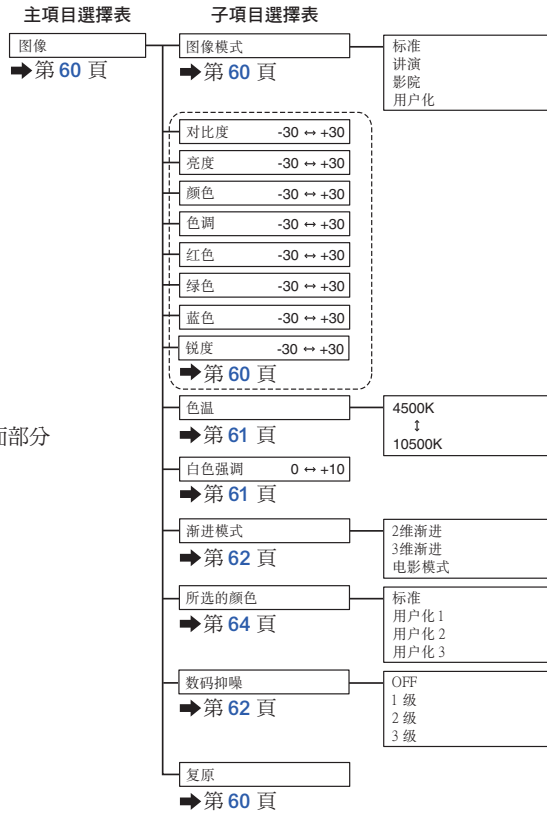 主項目選擇表 子項目選擇表
图像
第 60 頁
图像模式
第 60 頁
标准
讲演
影院
用户化
对比度 -30 ↔ +30
亮度 -30 ↔ +30
颜色 -30 ↔ +30
色调 -30 ↔ +30
红色 -30 ↔ +30
绿色 -30 ↔ +30
蓝色 -30 ↔ +30
锐度 -30 ↔ +30
第 60 頁
色温
第 61 頁
4500K
↕
10500K
面部分
白色强调 0 ↔ +10
第 61 頁
渐进模式
第 62 頁
2维渐进
3维渐进
电影模式
所选的颜色
第 64 頁
标准
用户化 1
用户化 2
用户化 3
数码抑噪
第 62 頁
OFF
1 级
2 级
3 级
复原
第 60 頁